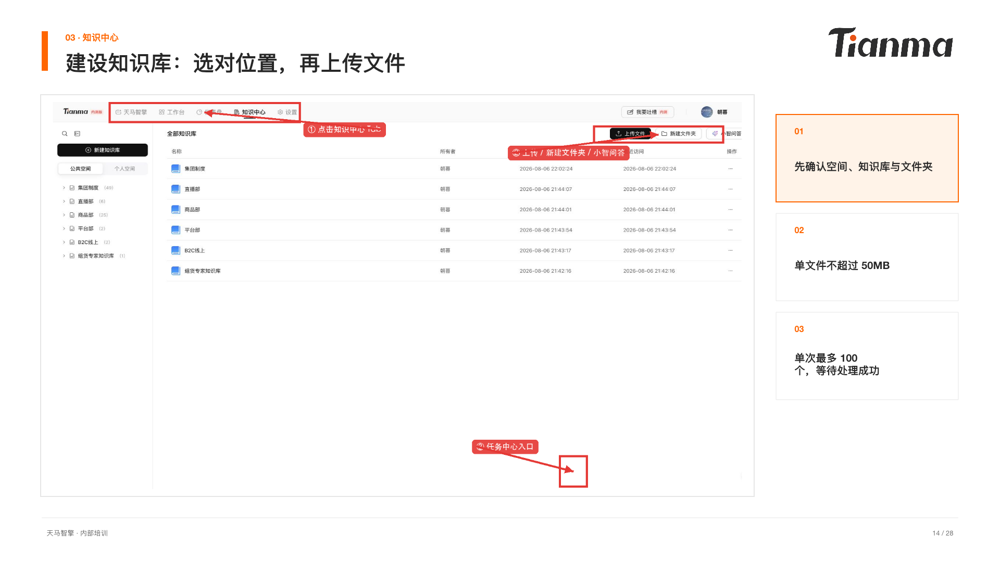 03 · 知识中心
建设知识库：选对位置，再上传文件
Tianma
Tianma 内测版
天马智擎
工作台
知识中心
设置
我要吐槽 内测
朝暮
① 点击知识中心 Tab
新建知识库
公共空间
个人空间
集团制度 (49)
直播部 (6)
商品部 (25)
平台部 (2)
B2C线上 (2)
组货专家知识库 (1)
全部知识库
上传文件
新建文件夹
小智问答
② 上传 / 新建文件夹 / 小智问答
名称
所有者
近访问
操作
集团制度 朝暮 2026-08-06 22:02:24 2026-08-06 22:02:24 ···
直播部 朝暮 2026-08-06 21:44:07 2026-08-06 21:44:07 ···
商品部 朝暮 2026-08-06 21:44:01 2026-08-06 21:44:01 ···
平台部 朝暮 2026-08-06 21:43:54 2026-08-06 21:43:54 ···
B2C线上 朝暮 2026-08-06 21:43:17 2026-08-06 21:43:17 ···
组货专家知识库 朝暮 2026-08-06 21:42:16 2026-08-06 21:42:16 ···
③ 任务中心入口
01
先确认空间、知识库与文件夹
02
单文件不超过 50MB
03
单次最多 100
个，等待处理成功
天马智擎 · 内部培训
14 / 28